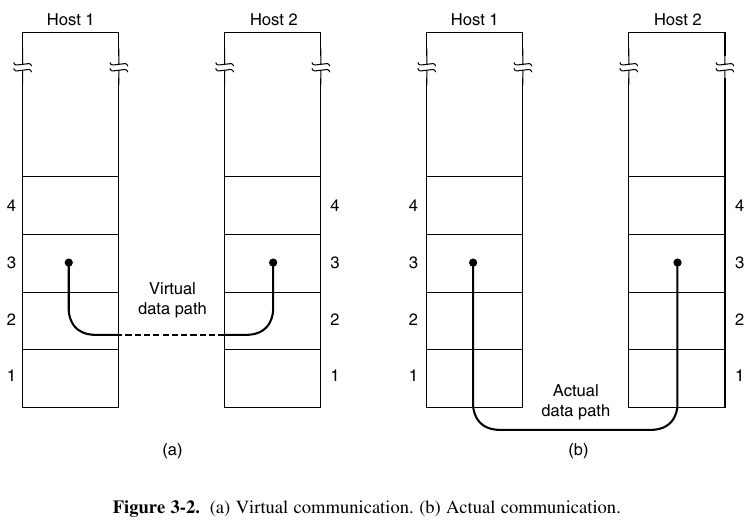 Host 1
Host 2
Host 1
Host 2
4
4
4
4
3
3
3
3
Virtual
data path
2
2
2
2
1
1
1
1
Actual
data path
(a)
(b)
Figure 3-2. (a) Virtual communication. (b) Actual communication.